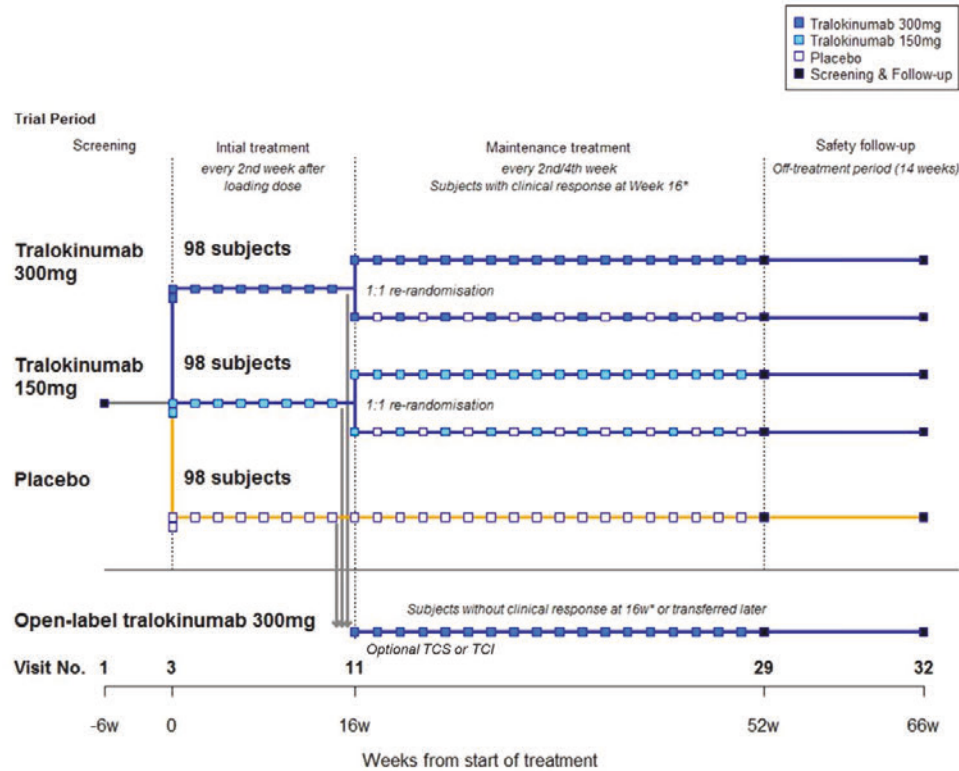 Tralokinumab 300mg
Tralokinumab 150mg
Placebo
Screening & Follow-up
Trial Period
Screening
Intial treatment
every 2nd week after
loading dose
Maintenance treatment
every 2nd/4th week
Subjects with clinical response at Week 16*
Safety follow-up
Off-treatment period (14 weeks)
Tralokinumab
300mg
98 subjects
1:1 re-randomisation
Tralokinumab
150mg
98 subjects
1:1 re-randomisation
Placebo
98 subjects
Open-label tralokinumab 300mg
Subjects without clinical response at 16w* or transferred later
Optional TCS or TCI
Visit No. 1 3 11 29 32
-6w 0 16w 52w 66w
Weeks from start of treatment